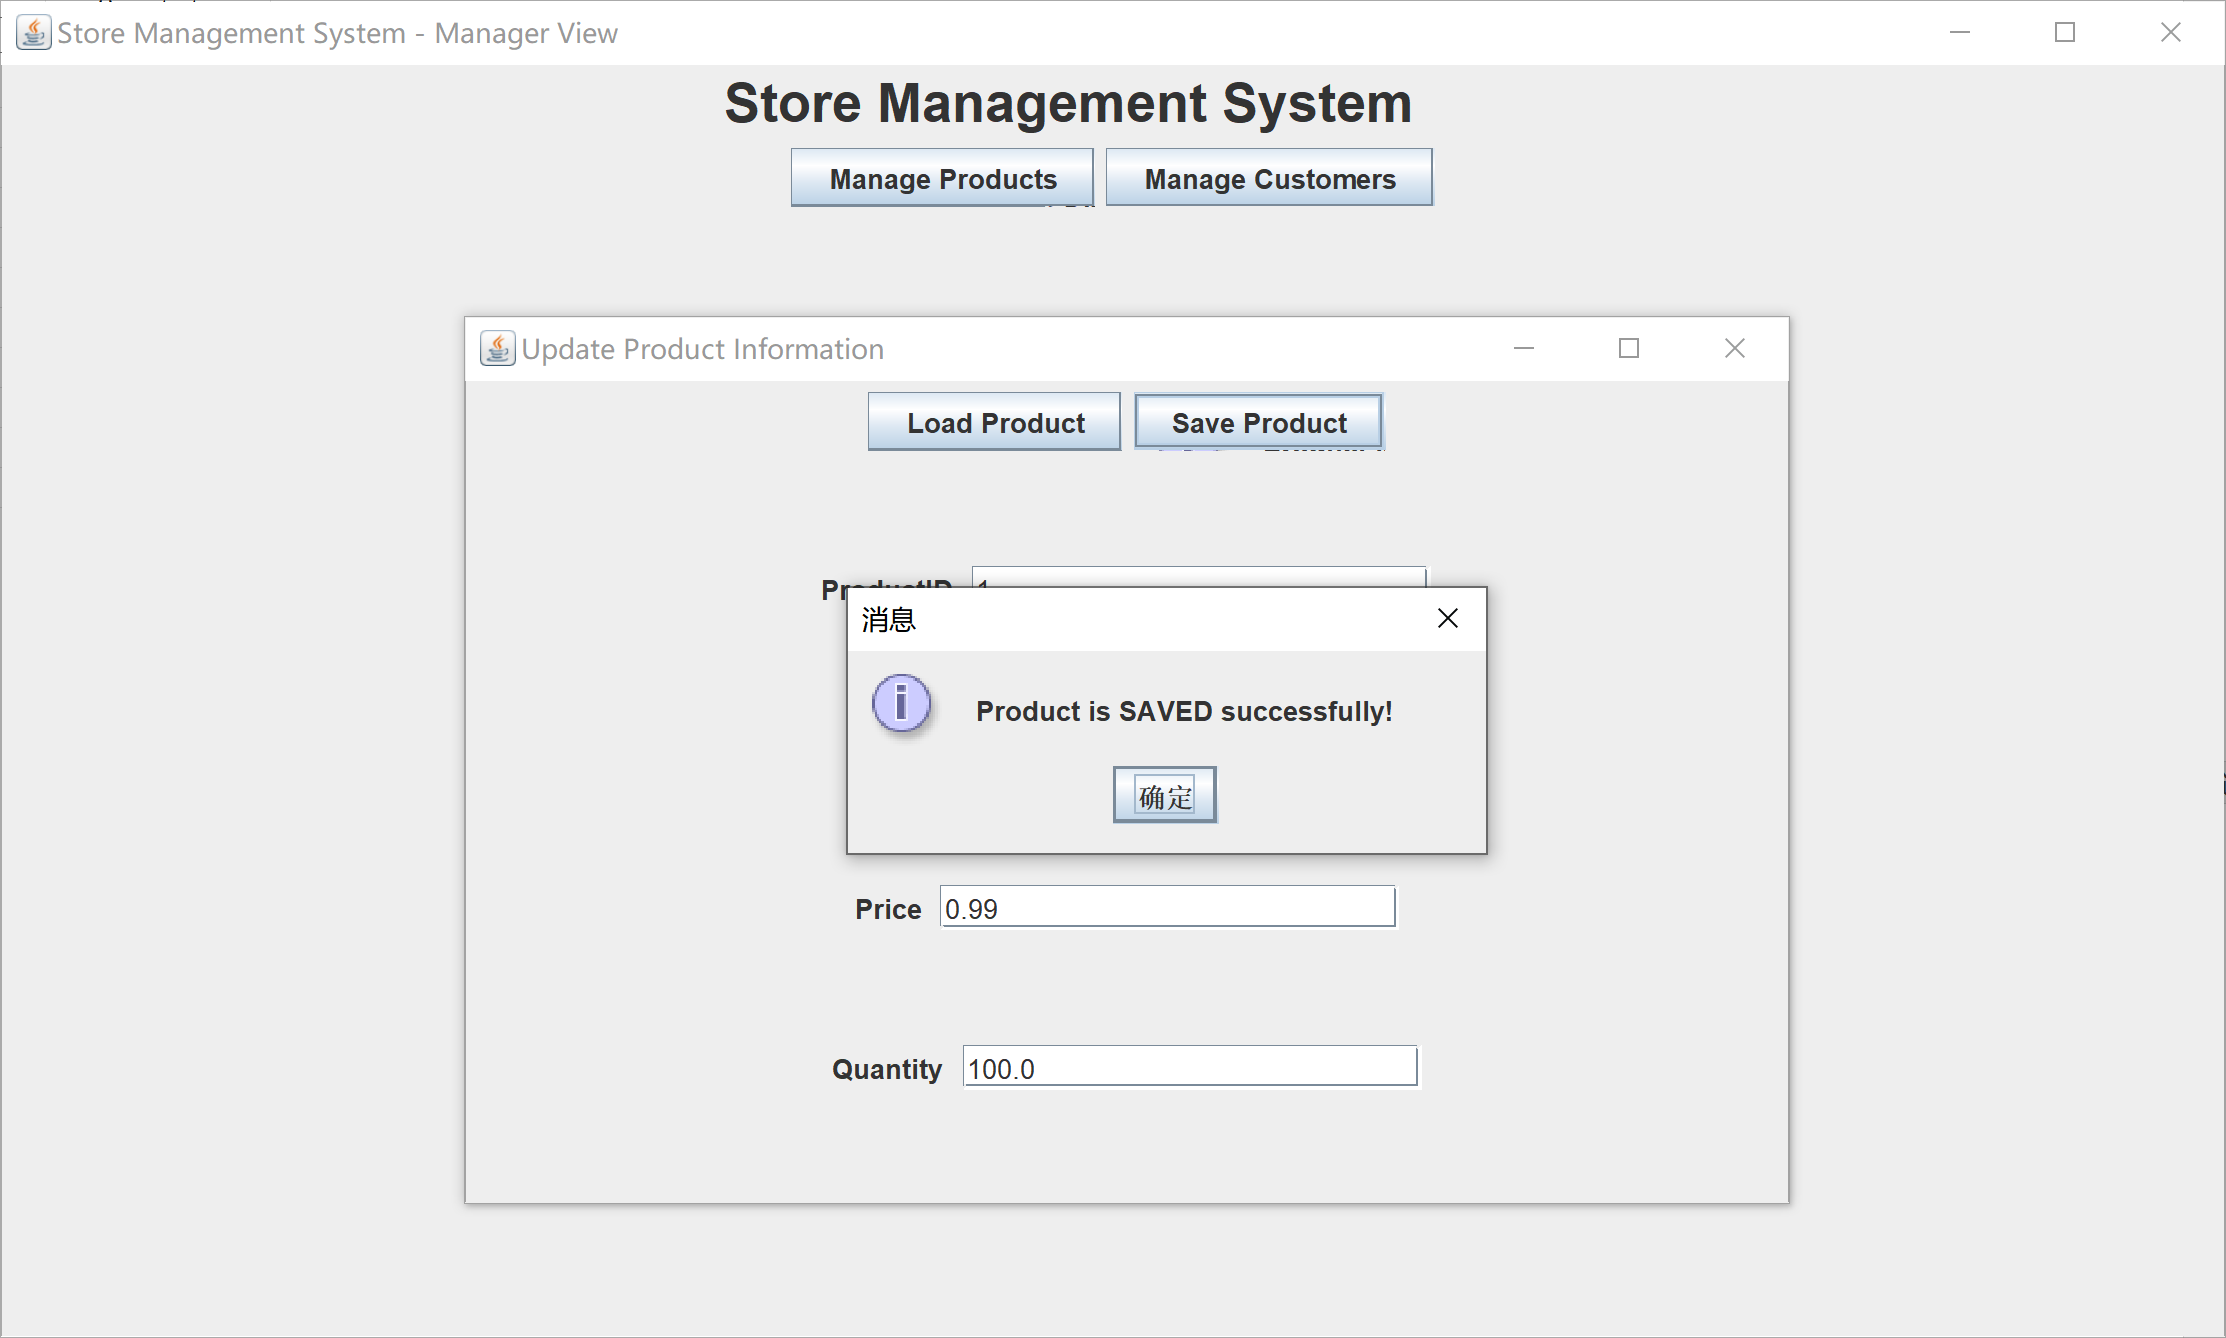 Store Management System - Manager View
Store Management System
Manage Products Manage Customers
Update Product Information
Load Product Save Product
ProductID 1
消息
Product is SAVED successfully!
确定
Price 0.99
Quantity 100.0